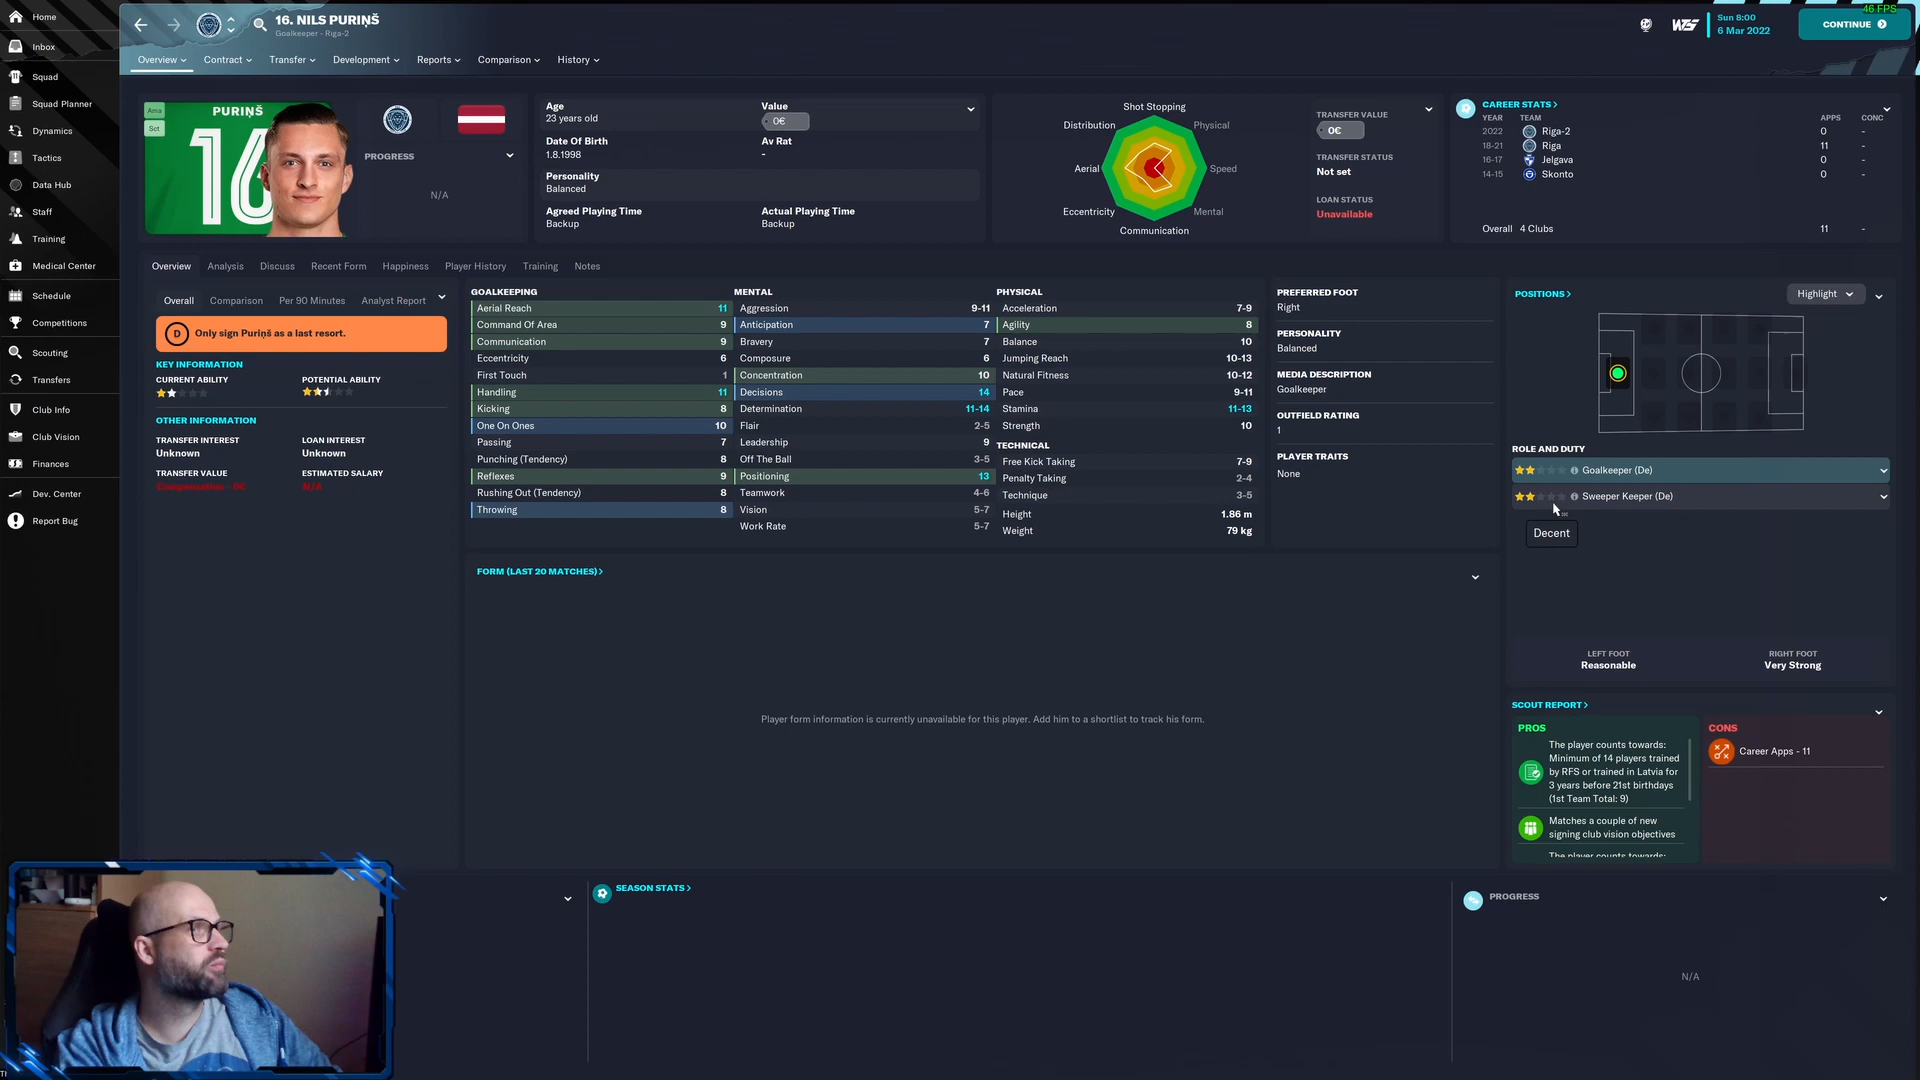 Home
Inbox
Squad
Squad Planner
Dynamics
Tactics
Data Hub
Staff
Training
Medical Center
Schedule
Competitions
Scouting
Transfers
Club Info
Club Vision
Finances
Dev. Center
Report Bug
16. NILS PURIŅŠ
Goalkeeper - Riga-2
Sun 8:00
6 Mar 2022
46 FPS
CONTINUE
Overview
Contract
Transfer
Development
Reports
Comparison
History
Ama
Sct
PURIŅŠ
16
PROGRESS
N/A
Age
23 years old
Value
0€
Date Of Birth
1.8.1998
Av Rat
-
Personality
Balanced
Agreed Playing Time
Backup
Actual Playing Time
Backup
Shot Stopping
Distribution
Physical
Aerial
Speed
Eccentricity
Mental
Communication
TRANSFER VALUE
0€
TRANSFER STATUS
Not set
LOAN STATUS
Unavailable
CAREER STATS
YEAR TEAM APPS CONC
2022 Riga-2 0 -
18-21 Riga 11 -
16-17 Jelgava 0 -
14-15 Skonto 0 -
Overall 4 Clubs 11 -
Overview Analysis Discuss Recent Form Happiness Player History Training Notes
Overall Comparison Per 90 Minutes Analyst Report
D Only sign Puriņš as a last resort.
KEY INFORMATION
CURRENT ABILITY
POTENTIAL ABILITY
OTHER INFORMATION
TRANSFER INTEREST
Unknown
LOAN INTEREST
Unknown
TRANSFER VALUE
Compensation - 0€
ESTIMATED SALARY
N/A
GOALKEEPING
Aerial Reach 11
Command Of Area 9
Communication 9
Eccentricity 6
First Touch 1
Handling 11
Kicking 8
One On Ones 10
Passing 7
Punching (Tendency) 8
Reflexes 9
Rushing Out (Tendency) 8
Throwing 8
MENTAL
Aggression 9-11
Anticipation 7
Bravery 7
Composure 6
Concentration 10
Decisions 14
Determination 11-14
Flair 2-5
Leadership 9
Off The Ball 3-5
Positioning 13
Teamwork 4-6
Vision 5-7
Work Rate 5-7
PHYSICAL
Acceleration 7-9
Agility 8
Balance 10
Jumping Reach 10-13
Natural Fitness 10-12
Pace 9-11
Stamina 11-13
Strength 10
TECHNICAL
Free Kick Taking 7-9
Penalty Taking 2-4
Technique 3-5
Height 1.86 m
Weight 79 kg
PREFERRED FOOT
Right
PERSONALITY
Balanced
MEDIA DESCRIPTION
Goalkeeper
OUTFIELD RATING
1
PLAYER TRAITS
None
POSITIONS
Highlight
ROLE AND DUTY
Goalkeeper (De)
Sweeper Keeper (De)
Decent
LEFT FOOT
Reasonable
RIGHT FOOT
Very Strong
FORM (LAST 20 MATCHES)
Player form information is currently unavailable for this player. Add him to a shortlist to track his form.
SCOUT REPORT
PROS
The player counts towards:
Minimum of 14 players trained
by RFS or trained in Latvia for
3 years before 21st birthdays
(1st Team Total: 9)
Matches a couple of new
signing club vision objectives
The player counts towards:
CONS
Career Apps - 11
SEASON STATS
PROGRESS
N/A